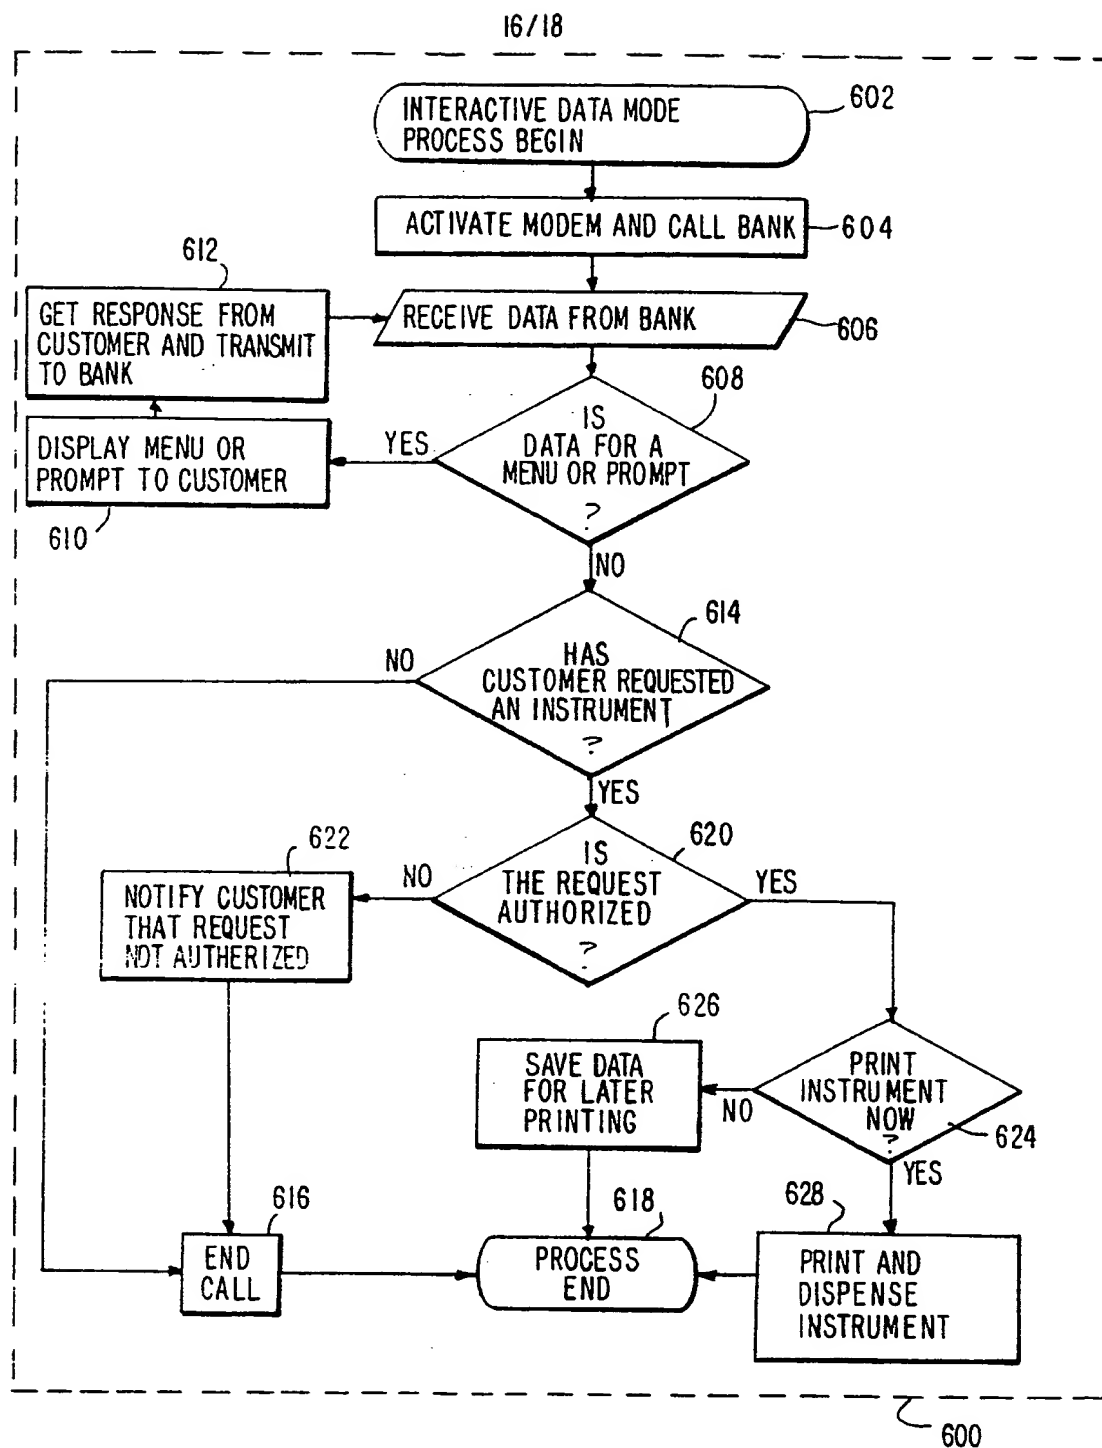 16/18
INTERACTIVE DATA MODE
PROCESS BEGIN
602
ACTIVATE MODEM AND CALL BANK
604
612
GET RESPONSE FROM
CUSTOMER AND TRANSMIT
TO BANK
RECEIVE DATA FROM BANK
606
608
IS
DATA FOR A
MENU OR PROMPT
?
YES
DISPLAY MENU OR
PROMPT TO CUSTOMER
610
NO
614
HAS
CUSTOMER REQUESTED
AN INSTRUMENT
?
NO
YES
620
IS
THE REQUEST
AUTHORIZED
?
NO
YES
622
NOTIFY CUSTOMER
THAT REQUEST
NOT AUTHERIZED
626
SAVE DATA
FOR LATER
PRINTING
PRINT
INSTRUMENT
NOW
?
NO
624
YES
616
END
CALL
618
PROCESS
END
628
PRINT AND
DISPENSE
INSTRUMENT
600